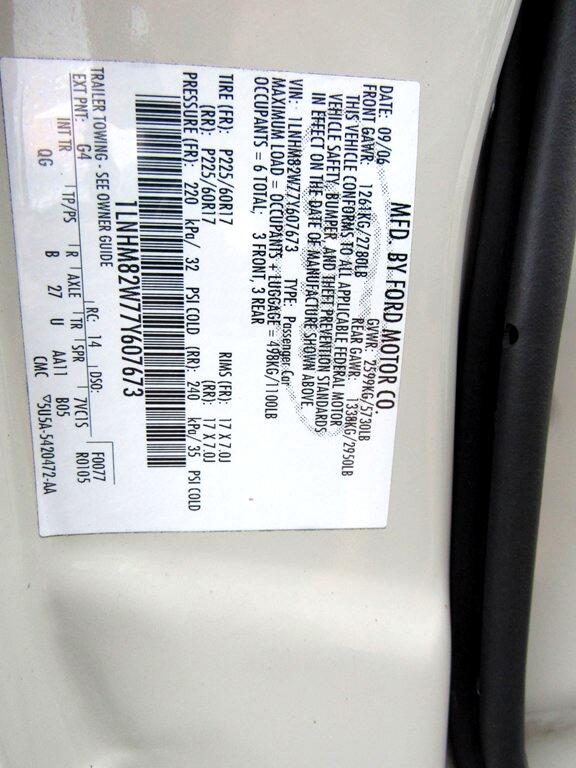 MFD. BY FORD MOTOR CO.
DATE: 09/06 GVWR: 2599KG/5730LB
FRONT GAWR: 1261KG/2780LB REAR GAWR: 1338KG/2950LB
THIS VEHICLE CONFORMS TO ALL APPLICABLE FEDERAL MOTOR
VEHICLE SAFETY, BUMPER, AND THEFT PREVENTION STANDARDS
IN EFFECT ON THE DATE OF MANUFACTURE SHOWN ABOVE.
VIN: 1LNHM82W77Y607673 TYPE: Passenger Car
MAXIMUM LOAD = OCCUPANTS + LUGGAGE = 498KG/1100LB
OCCUPANTS = 6 TOTAL; 3 FRONT, 3 REAR
TIRE (FR): P225/60R17 RIMS (FR): 17 X 7.0J
(RR): P225/60R17 (RR): 17 X 7.0J
PRESSURE (FR): 220 kPa/ 32 PSI COLD (RR): 240 kPa/ 35 PSI COLD
1LNHM82W77Y607673
TRAILER TOWING - SEE OWNER GUIDE
EXT PNT: G4 RC: 14 DSO: F0077
R0105
INT TR TP/PS R AXLE TR SPR 7VC1S
QG B 27 U AA11 B05
CMC ▽5U5A-5420472-AA